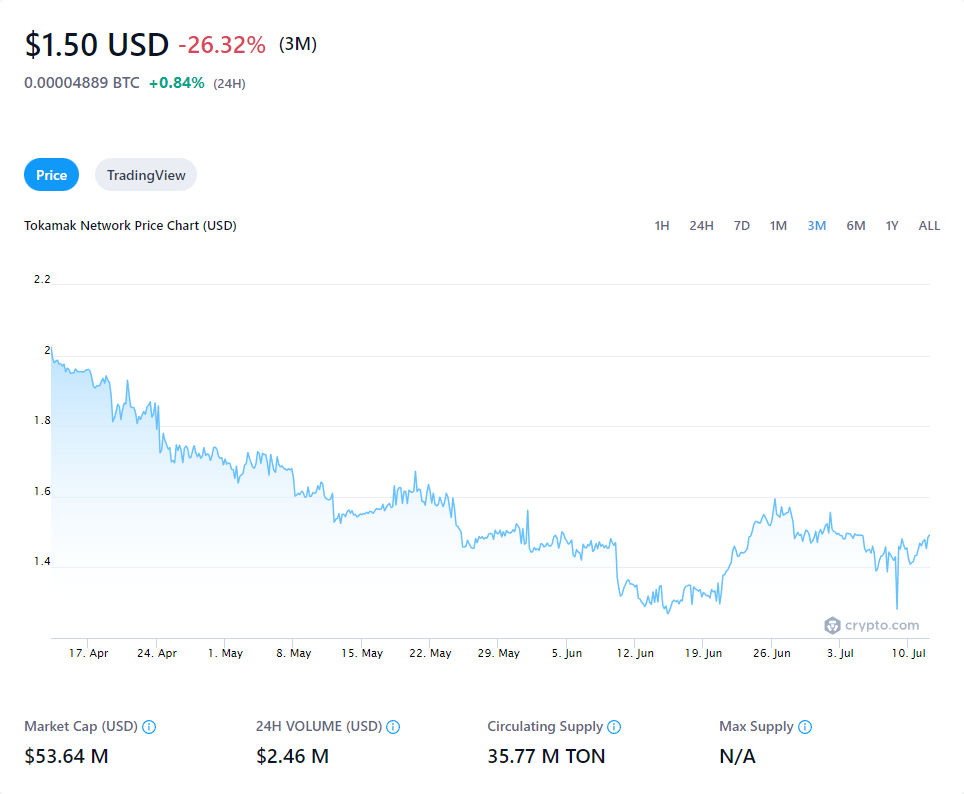 $1.50 USD -26.32% (3M)
0.00004889 BTC +0.84% (24H)
Price TradingView
Tokamak Network Price Chart (USD) 1H 24H 7D 1M 3M 6M 1Y ALL
2.2
2
1.8
1.6
1.4
crypto.com
17. Apr 24. Apr 1. May 8. May 15. May 22. May 29. May 5. Jun 12. Jun 19. Jun 26. Jun 3. Jul 10. Jul
Market Cap (USD) 24H VOLUME (USD) Circulating Supply Max Supply
$53.64 M $2.46 M 35.77 M TON N/A